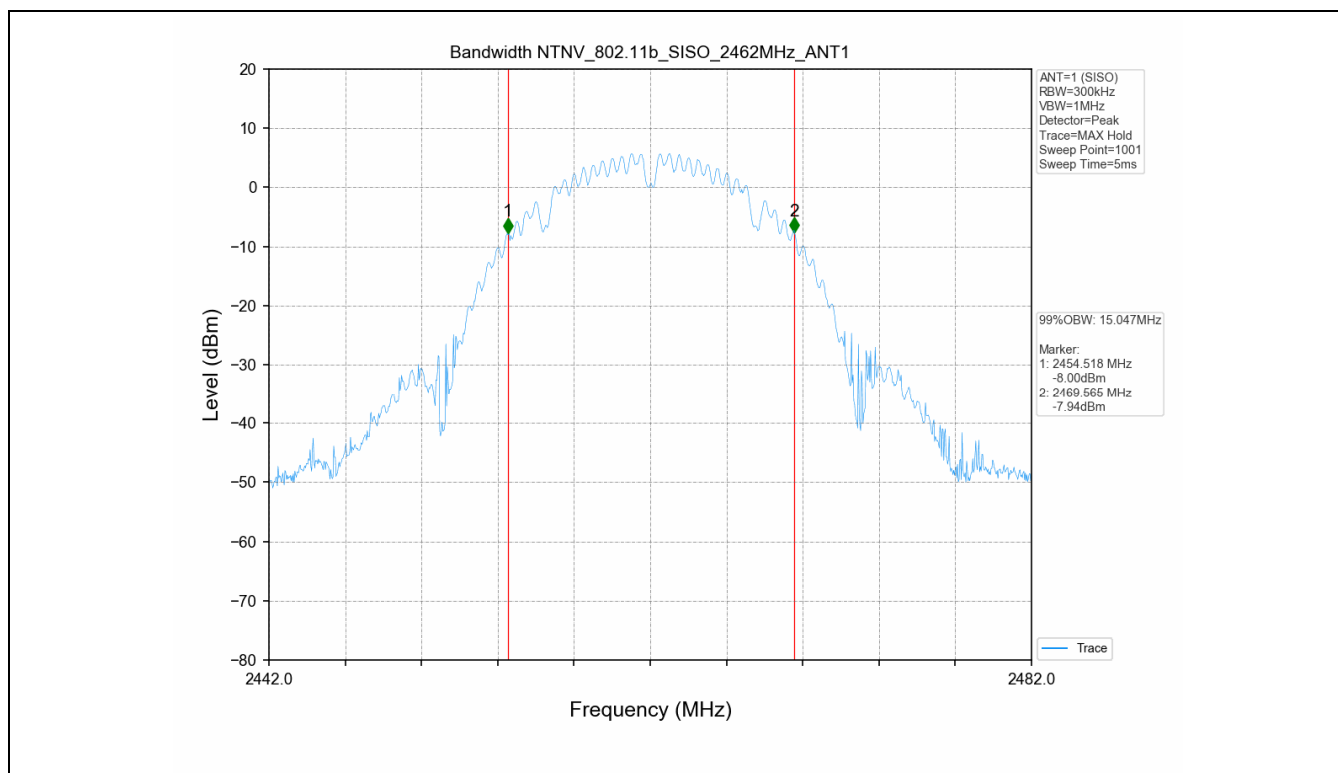 Bandwidth NTNV_802.11b_SISO_2462MHz_ANT1
20
10
0
−10
−20
−30
−40
−50
−60
−70
−80
Level (dBm)
1
2
2442.0
2482.0
Frequency (MHz)
ANT=1 (SISO)
RBW=300kHz
VBW=1MHz
Detector=Peak
Trace=MAX Hold
Sweep Point=1001
Sweep Time=5ms
99%OBW: 15.047MHz
Marker:
1: 2454.518 MHz
-8.00dBm
2: 2469.565 MHz
-7.94dBm
Trace